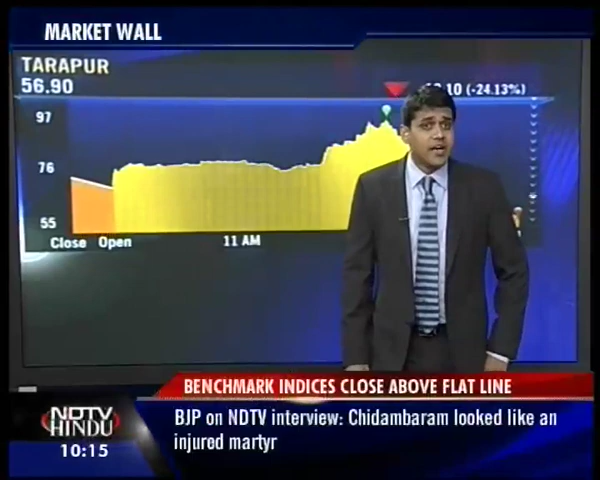 MARKET WALL
TARAPUR
56.90
10 (-24.13%)
97
76
55
Close Open 11 AM
BENCHMARK INDICES CLOSE ABOVE FLAT LINE
NDTV
HINDU
10:15
BJP on NDTV interview: Chidambaram looked like an
injured martyr